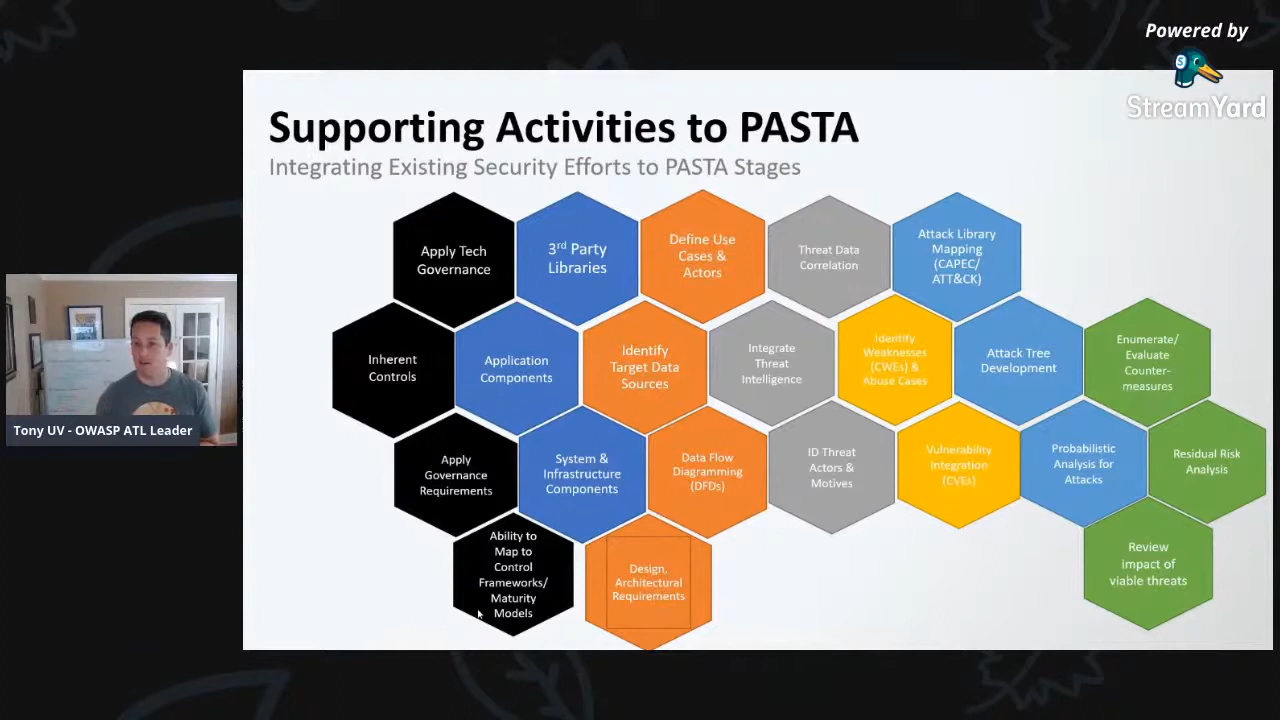 Powered by
StreamYard
Supporting Activities to PASTA
Integrating Existing Security Efforts to PASTA Stages
Apply Tech
Governance
3rd Party
Libraries
Define Use
Cases &
Actors
Threat Data
Correlation
Attack Library
Mapping
(CAPEC/
ATT&CK)
Inherent
Controls
Application
Components
Identify
Target Data
Sources
Integrate
Threat
Intelligence
Identify
Weaknesses
(CWEs) &
Abuse Cases
Attack Tree
Development
Enumerate/
Evaluate
Counter-
measures
Apply
Governance
Requirements
System &
Infrastructure
Components
Data Flow
Diagramming
(DFDs)
ID Threat
Actors &
Motives
Vulnerability
Integration
(CVEs)
Probabilistic
Analysis for
Attacks
Residual Risk
Analysis
Ability to
Map to
Control
Frameworks/
Maturity
Models
Design,
Architectural
Requirements
Review
impact of
viable threats
Tony UV - OWASP ATL Leader